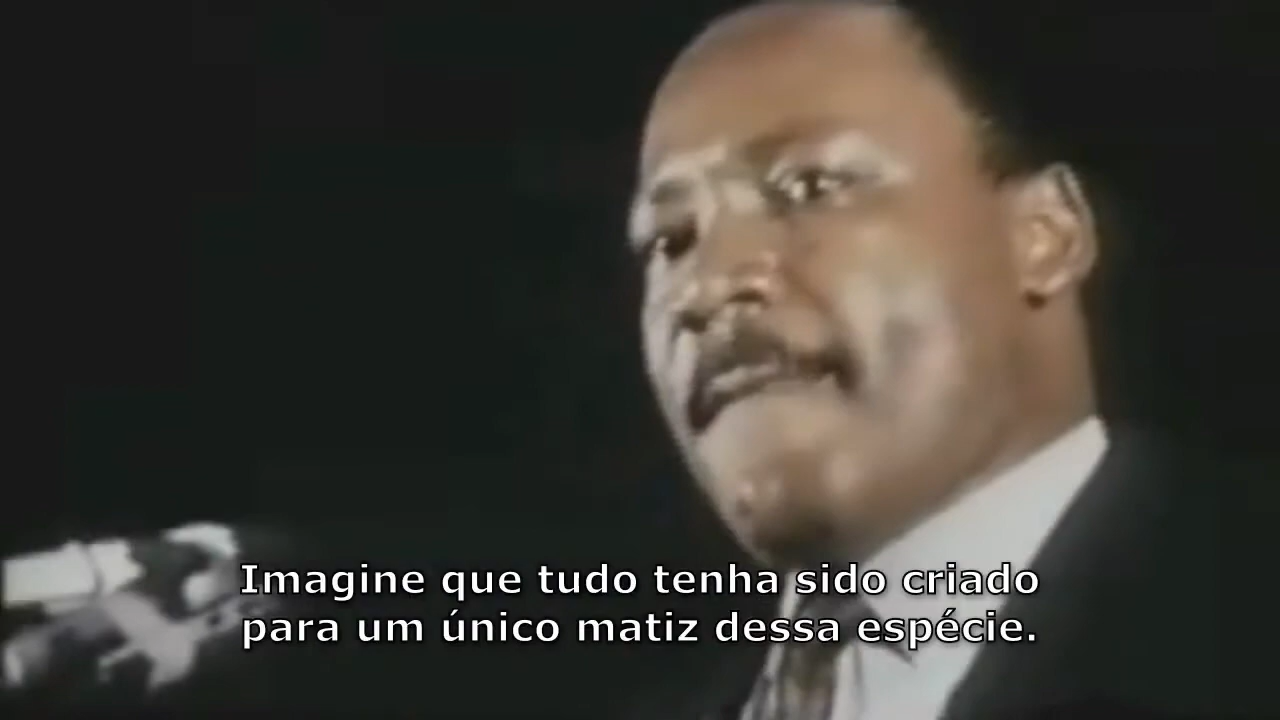 Imagine que tudo tenha sido criado
para um único matiz dessa espécie.